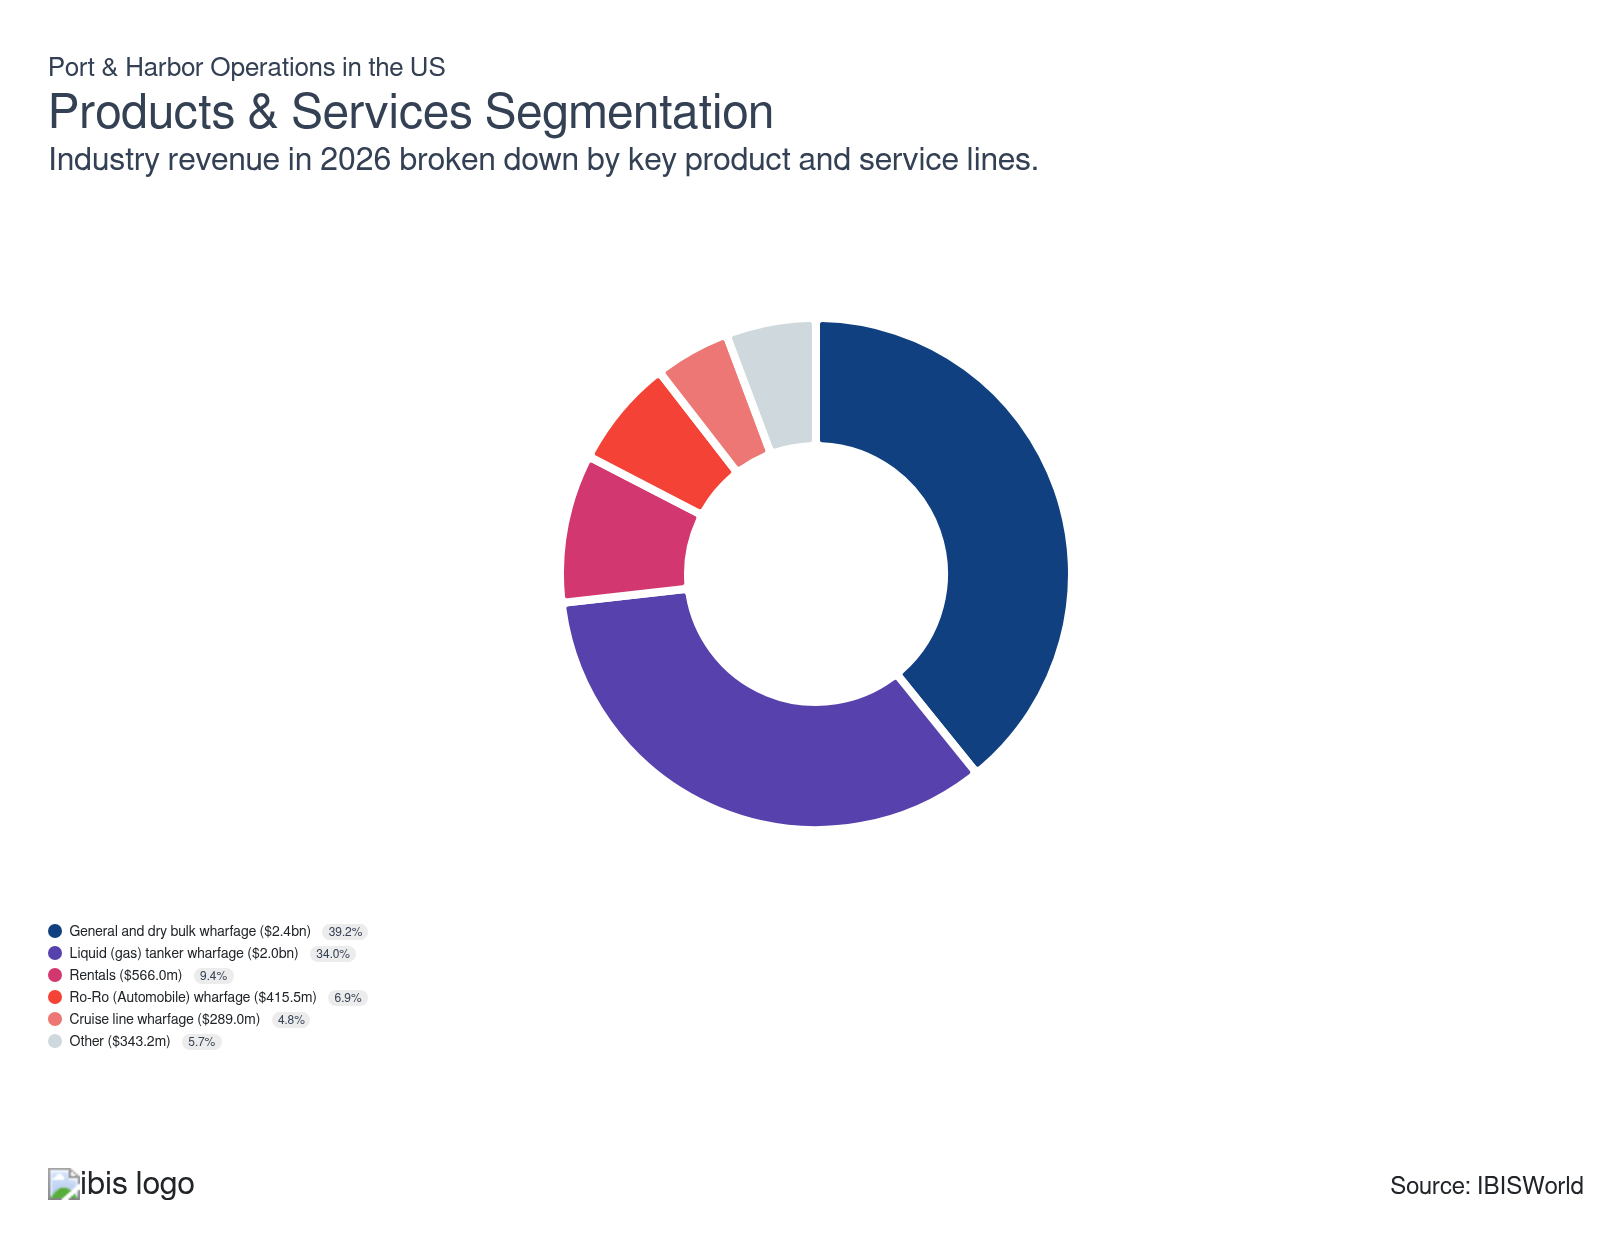 Port & Harbor Operations in the US
Products & Services Segmentation
Industry revenue in 2026 broken down by key product and service lines.
General and dry bulk wharfage ($2.4bn) 39.2%
Liquid (gas) tanker wharfage ($2.0bn) 34.0%
Rentals ($566.0m) 9.4%
Ro-Ro (Automobile) wharfage ($415.5m) 6.9%
Cruise line wharfage ($289.0m) 4.8%
Other ($343.2m) 5.7%
ibis logo
Source: IBISWorld